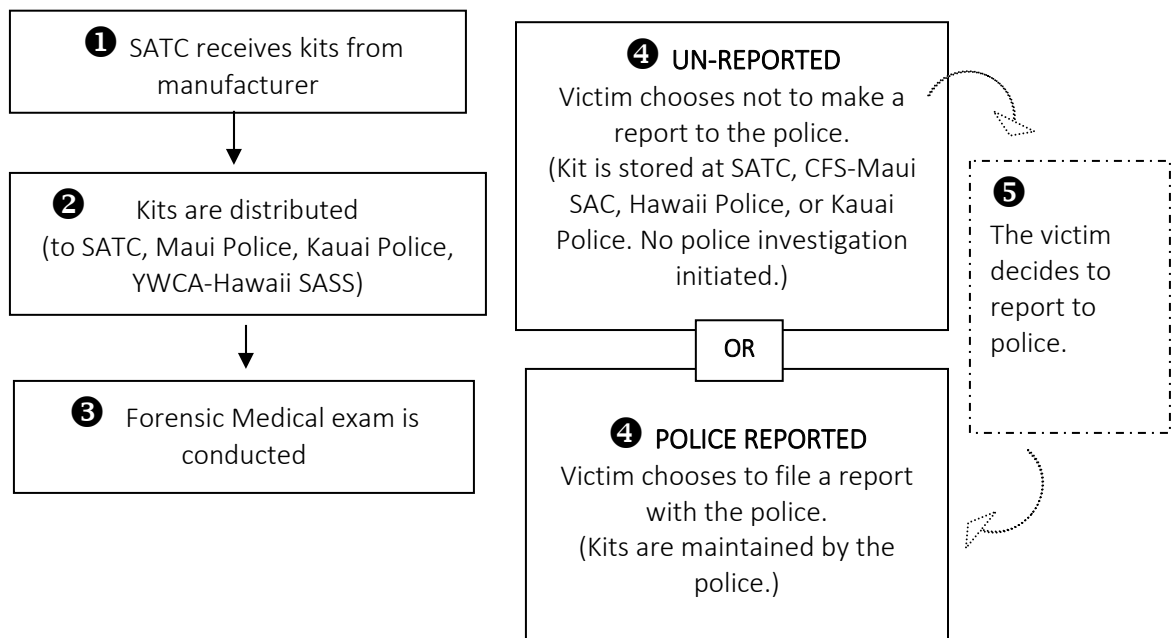 ❶ SATC receives kits from
manufacturer
❷ Kits are distributed
(to SATC, Maui Police, Kauai Police,
YWCA-Hawaii SASS)
❸ Forensic Medical exam is
conducted
❹ UN-REPORTED
Victim chooses not to make a
report to the police.
(Kit is stored at SATC, CFS-Maui
SAC, Hawaii Police, or Kauai
Police. No police investigation
initiated.)
OR
❹ POLICE REPORTED
Victim chooses to file a report
with the police.
(Kits are maintained by the
police.)
❺
The victim
decides to
report to
police.